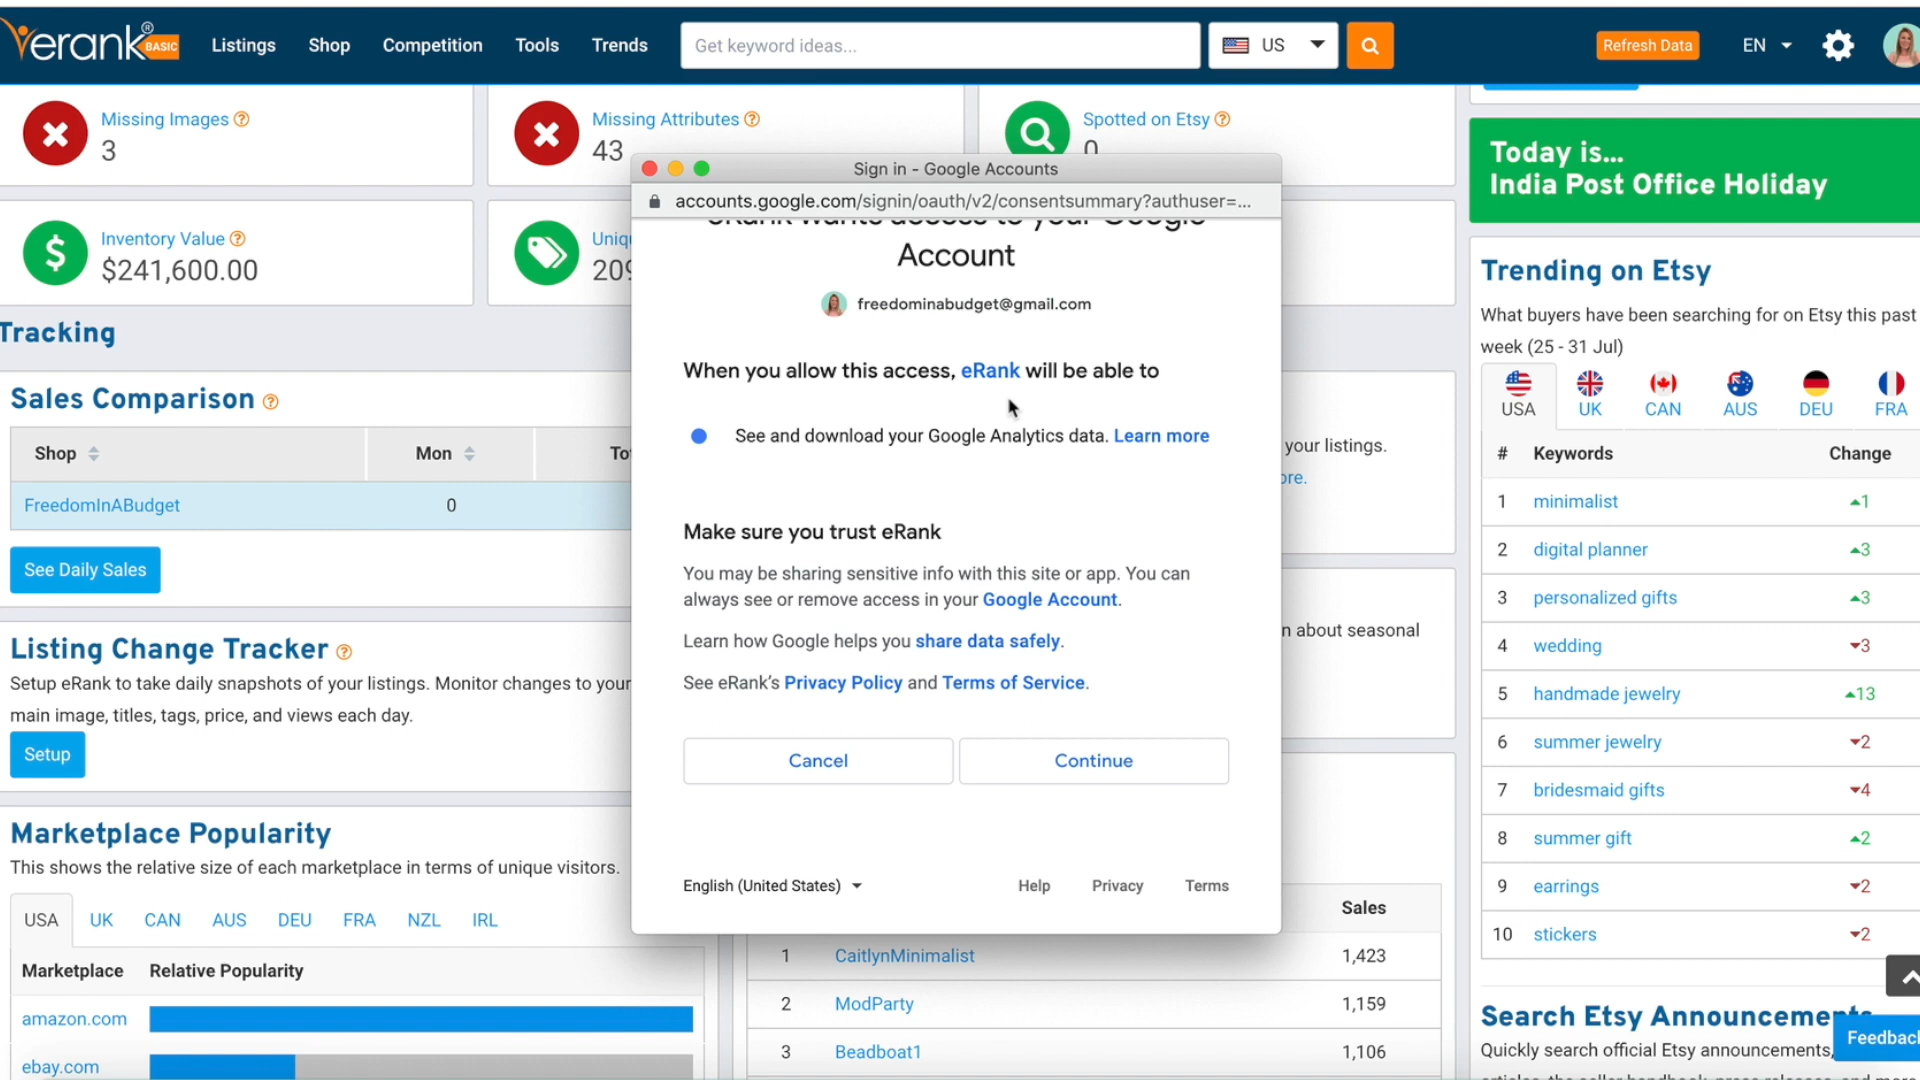 erank® BASIC
Listings
Shop
Competition
Tools
Trends
Get keyword ideas...
US
Refresh Data
EN
Missing Images
3
Missing Attributes
43
Spotted on Etsy
0
Inventory Value
$241,600.00
Uniq
209
Today is...
India Post Office Holiday
Tracking
Sales Comparison
Shop
Mon
To
FreedomInABudget
0
See Daily Sales
Listing Change Tracker
Setup eRank to take daily snapshots of your listings. Monitor changes to your
main image, titles, tags, price, and views each day.
Setup
Marketplace Popularity
This shows the relative size of each marketplace in terms of unique visitors.
USA
UK
CAN
AUS
DEU
FRA
NZL
IRL
Marketplace
Relative Popularity
amazon.com
ebay.com
Sign in - Google Accounts
accounts.google.com/signin/oauth/v2/consentsummary?authuser=...
eRank wants access to your Google
Account
freedominabudget@gmail.com
When you allow this access, eRank will be able to
See and download your Google Analytics data. Learn more
Make sure you trust eRank
You may be sharing sensitive info with this site or app. You can
always see or remove access in your Google Account.
Learn how Google helps you share data safely.
See eRank's Privacy Policy and Terms of Service.
Cancel
Continue
English (United States)
Help
Privacy
Terms
your listings.
ore.
n about seasonal
Sales
1 CaitlynMinimalist 1,423
2 ModParty 1,159
3 Beadboat1 1,106
Trending on Etsy
What buyers have been searching for on Etsy this past
week (25 - 31 Jul)
USA
UK
CAN
AUS
DEU
FRA
# Keywords Change
1 minimalist 1
2 digital planner 3
3 personalized gifts 3
4 wedding 3
5 handmade jewelry 13
6 summer jewelry 2
7 bridesmaid gifts 4
8 summer gift 2
9 earrings 2
10 stickers 2
Search Etsy Announcements
Quickly search official Etsy announcements,
Feedback